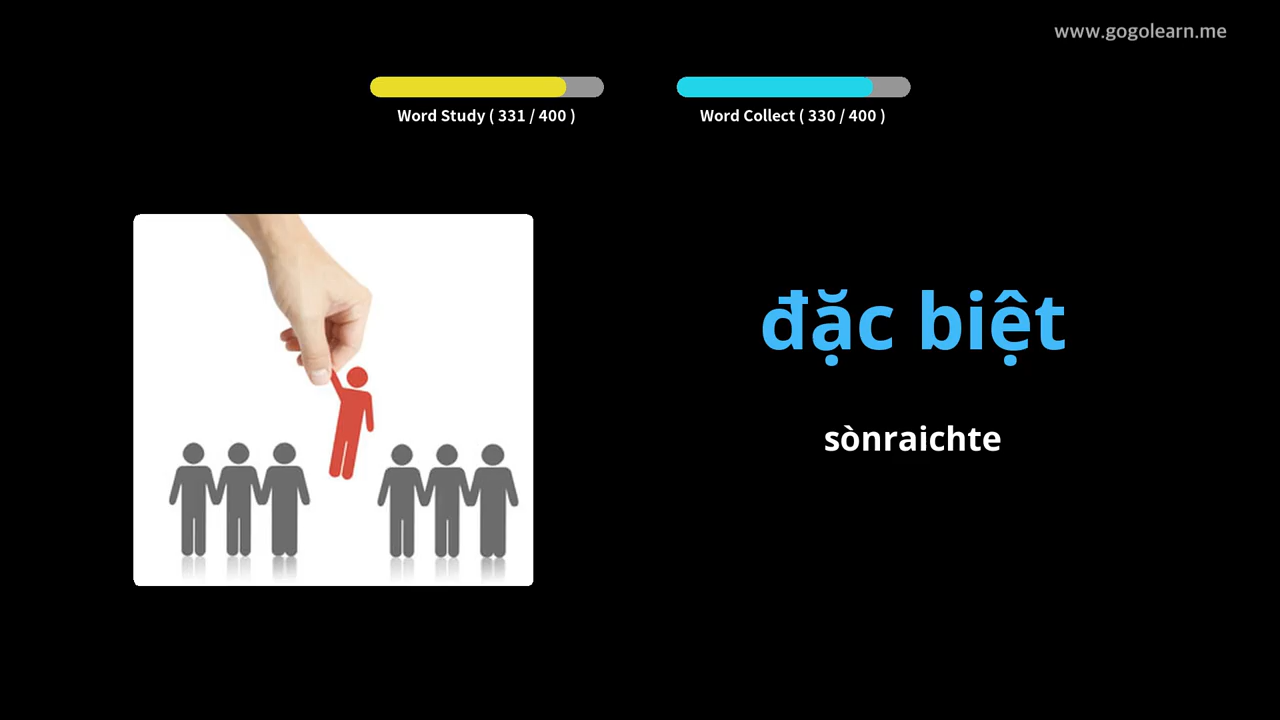 www.gogolearn.me
Word Study ( 331 / 400 )
Word Collect ( 330 / 400 )
đặc biệt
sònraichte